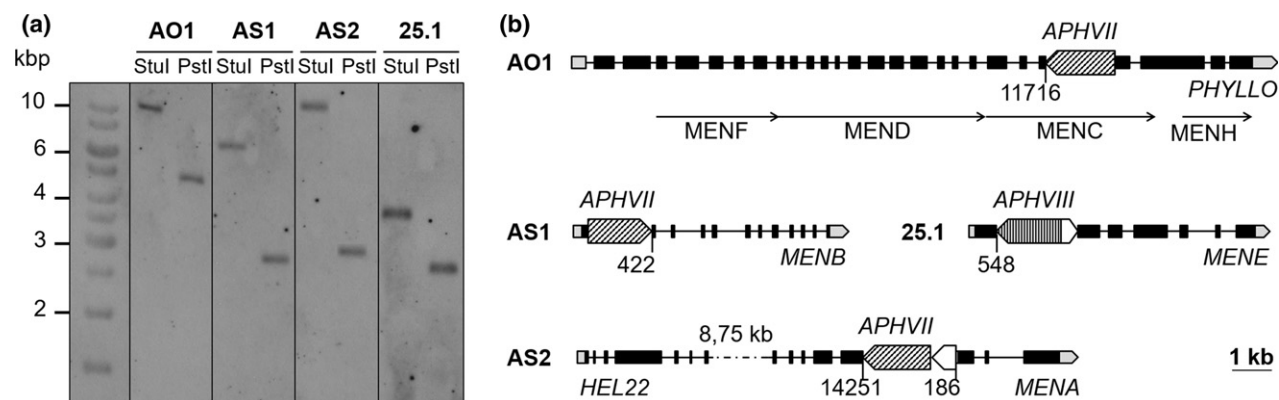 (a)
AO1 AS1 AS2 25.1
kbp StuI PstI StuI PstI StuI PstI StuI PstI
10
6
4
3
2
(b)
APHVII
AO1
11716 PHYLLO
MENF MEND MENC MENH
APHVII APHVIII
AS1 25.1
422 MENB 548 MENE
8,75 kb APHVII
AS2 1 kb
HEL22 14251 186 MENA